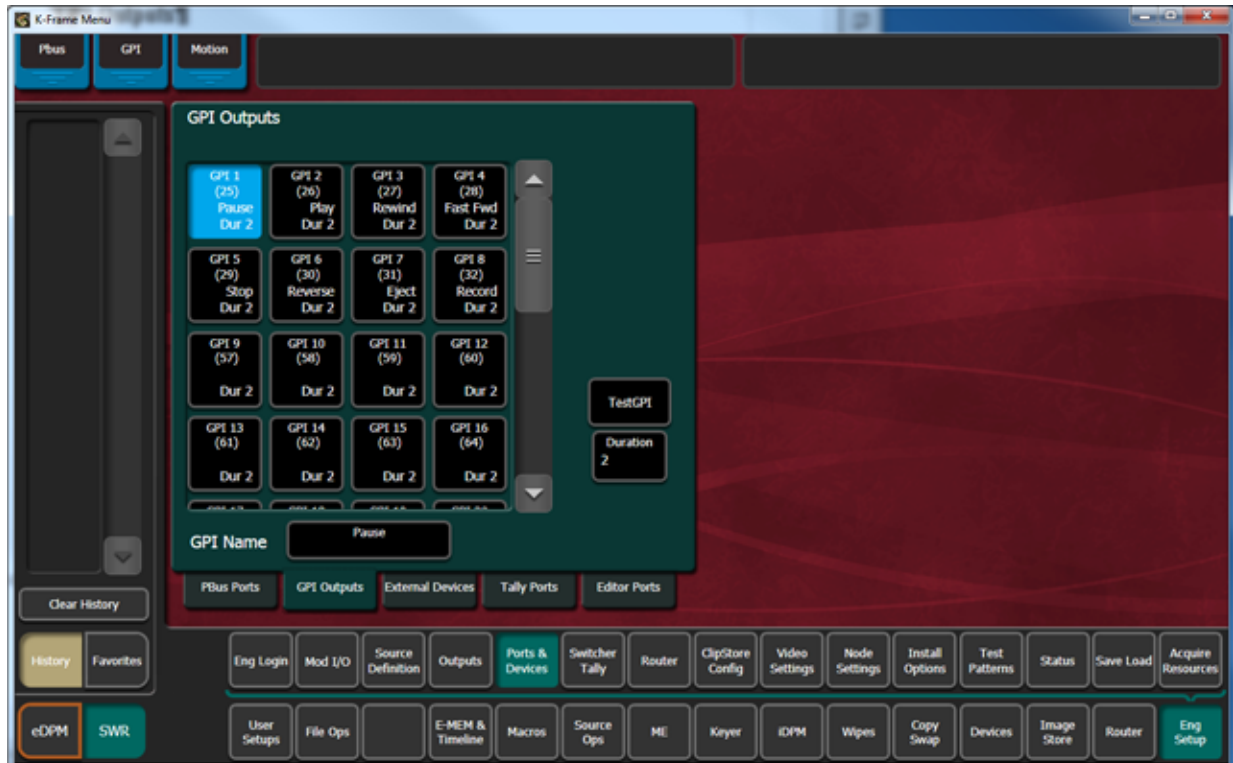 K-Frame Menu
Pbus GPI Motion
GPI Outputs
GPI 1 GPI 2 GPI 3 GPI 4
(25) (26) (27) (28)
Pause Play Rewind Fast Fwd
Dur 2 Dur 2 Dur 2 Dur 2
GPI 5 GPI 6 GPI 7 GPI 8
(29) (30) (31) (32)
Stop Reverse Eject Record
Dur 2 Dur 2 Dur 2 Dur 2
GPI 9 GPI 10 GPI 11 GPI 12
(57) (58) (59) (60)
Dur 2 Dur 2 Dur 2 Dur 2
TestGPI
GPI 13 GPI 14 GPI 15 GPI 16
(61) (62) (63) (64)
Dur 2 Dur 2 Dur 2 Dur 2
Duration
2
GPI Name Pause
PBus Ports GPI Outputs External Devices Tally Ports Editor Ports
Clear History
History Favorites
Eng Login Mod I/O Source Definition Outputs Ports & Devices Switcher Tally Router ClipStore Config Video Settings Node Settings Install Options Test Patterns Status Save Load Acquire Resources
eDPM SWR
User Setups File Ops E-MEM & Timeline Macros Source Ops ME Keyer iDPM Wipes Copy Swap Devices Image Store Router Eng Setup